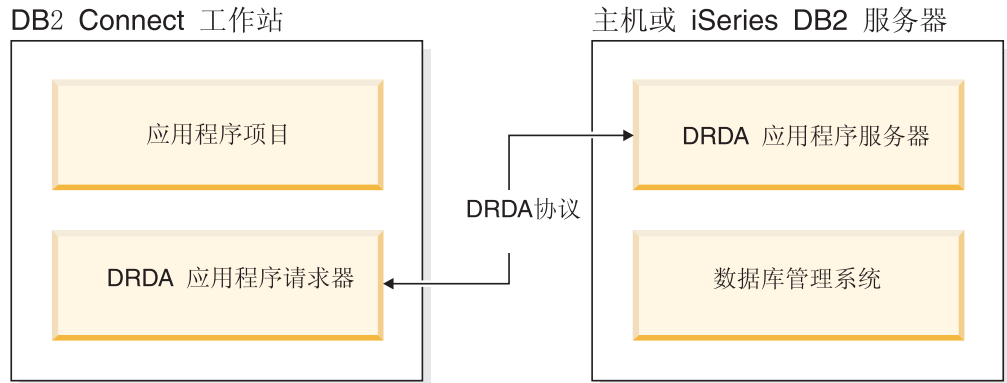 DB2 Connect 工作站
应用程序项目
DRDA 应用程序请求器
DRDA协议
主机或 iSeries DB2 服务器
DRDA 应用程序服务器
数据库管理系统